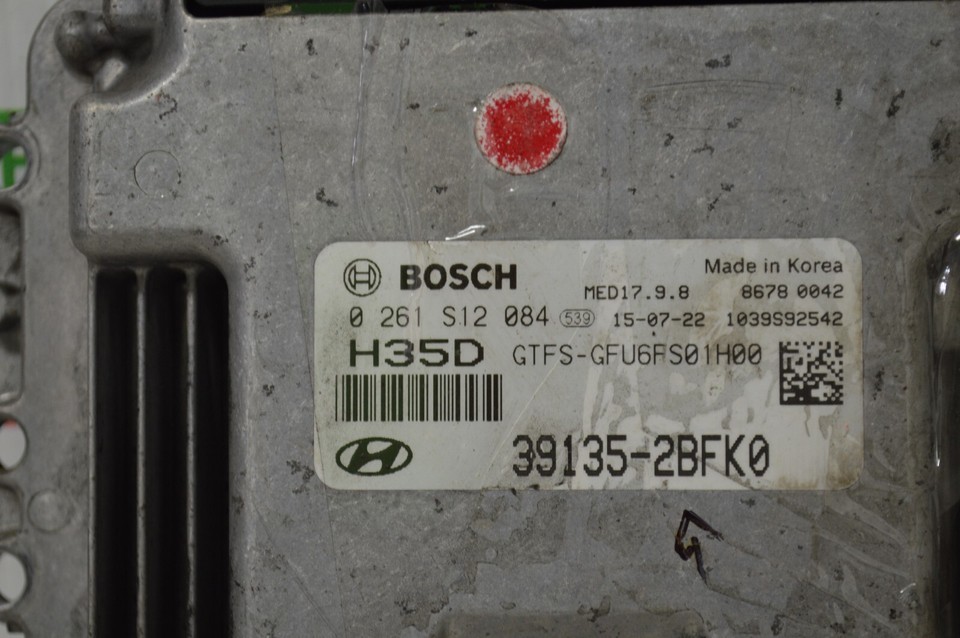 BOSCH
Made in Korea
MED17.9.8 8678 0042
0 261 S12 084 539 15-07-22 1039S92542
H35D GTFS-GFU6FS01H00
39135-2BFK0